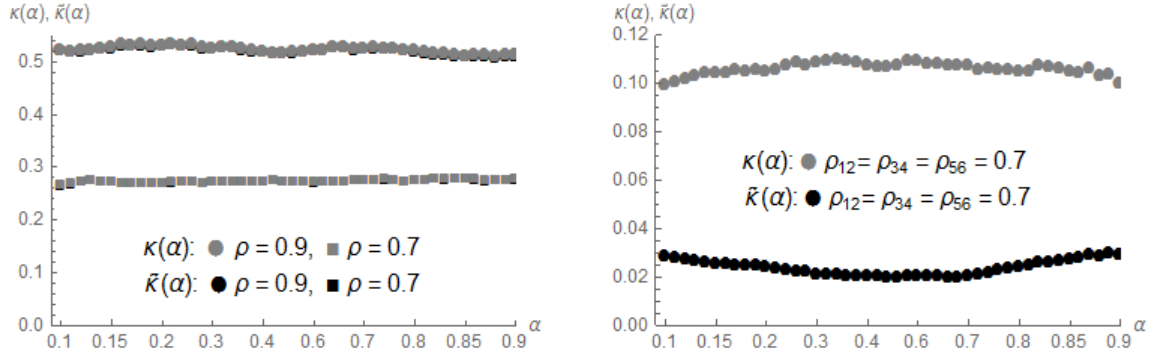 κ(α), κ̃(α)
0.5
0.4
0.3
0.2
0.1
0.0
0.1 0.15 0.2 0.3 0.4 0.6 0.7 0.8 0.85 0.9 α
κ(α): ● ρ = 0.9, ■ ρ = 0.7
κ̃(α): ● ρ = 0.9, ■ ρ = 0.7
κ(α), κ̃(α)
0.12
0.10
0.08
0.06
0.04
0.02
0.00
0.1 0.15 0.2 0.3 0.4 0.6 0.7 0.8 0.85 0.9 α
κ(α): ● ρ₁₂= ρ₃₄ = ρ₅₆ = 0.7
κ̃(α): ● ρ₁₂= ρ₃₄ = ρ₅₆ = 0.7